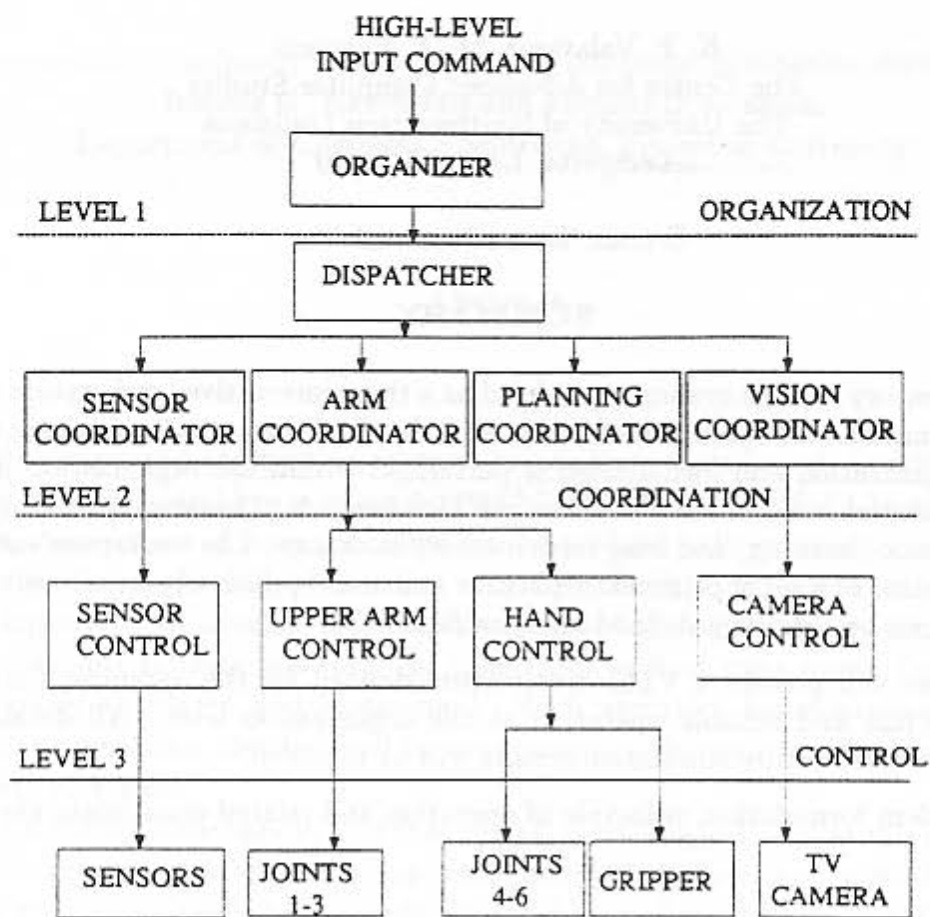 HIGH-LEVEL
INPUT COMMAND
ORGANIZER
LEVEL 1
ORGANIZATION
DISPATCHER
SENSOR
COORDINATOR
ARM
COORDINATOR
PLANNING
COORDINATOR
VISION
COORDINATOR
LEVEL 2
COORDINATION
SENSOR
CONTROL
UPPER ARM
CONTROL
HAND
CONTROL
CAMERA
CONTROL
LEVEL 3
CONTROL
SENSORS
JOINTS
1-3
JOINTS
4-6
GRIPPER
TV
CAMERA